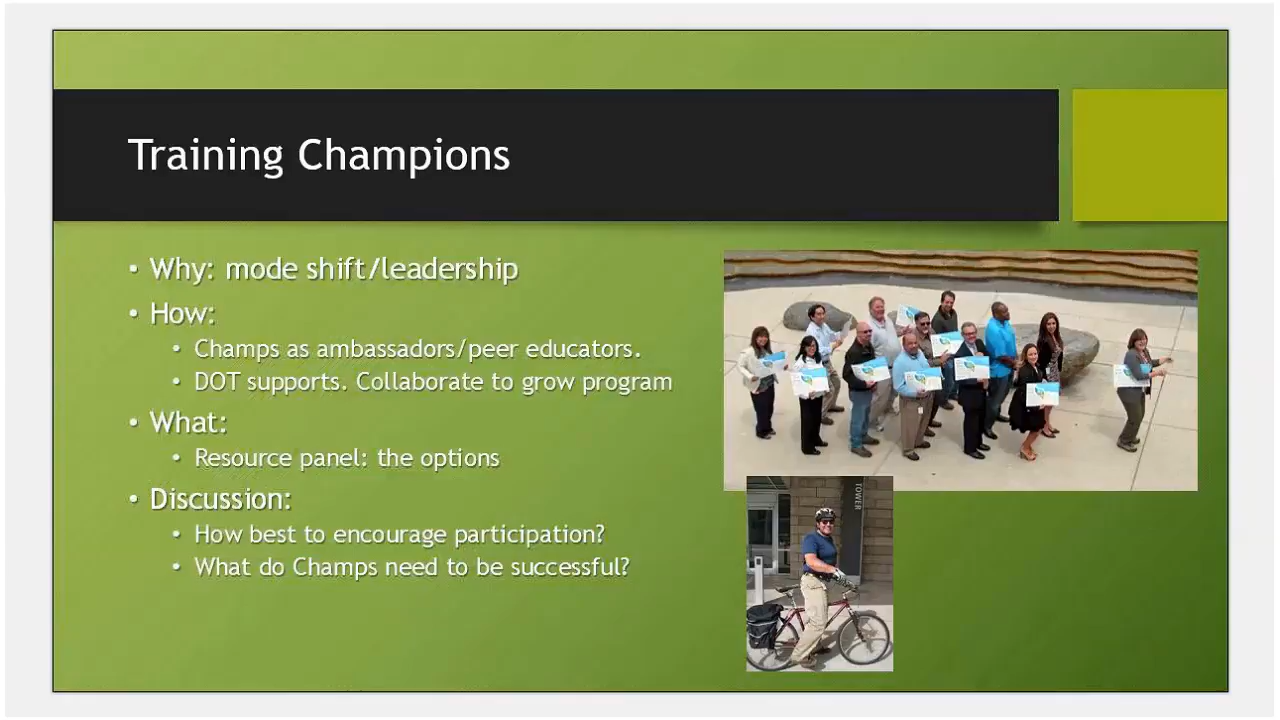 Training Champions
• Why: mode shift/leadership
• How:
• Champs as ambassadors/peer educators.
• DOT supports. Collaborate to grow program
• What:
• Resource panel: the options
• Discussion:
• How best to encourage participation?
• What do Champs need to be successful?
TOWER